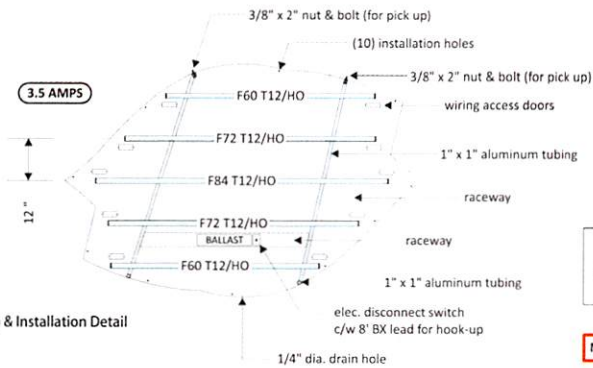 3/8" x 2" nut & bolt (for pick up)
(10) installation holes
3/8" x 2" nut & bolt (for pick up)
3.5 AMPS
F60 T12/HO
wiring access doors
F72 T12/HO
1" x 1" aluminum tubing
F84 T12/HO
12 "
raceway
F72 T12/HO
BALLAST
raceway
F60 T12/HO
1" x 1" aluminum tubing
elec. disconnect switch
c/w 8' BX lead for hook-up
& Installation Detail
1/4" dia. drain hole